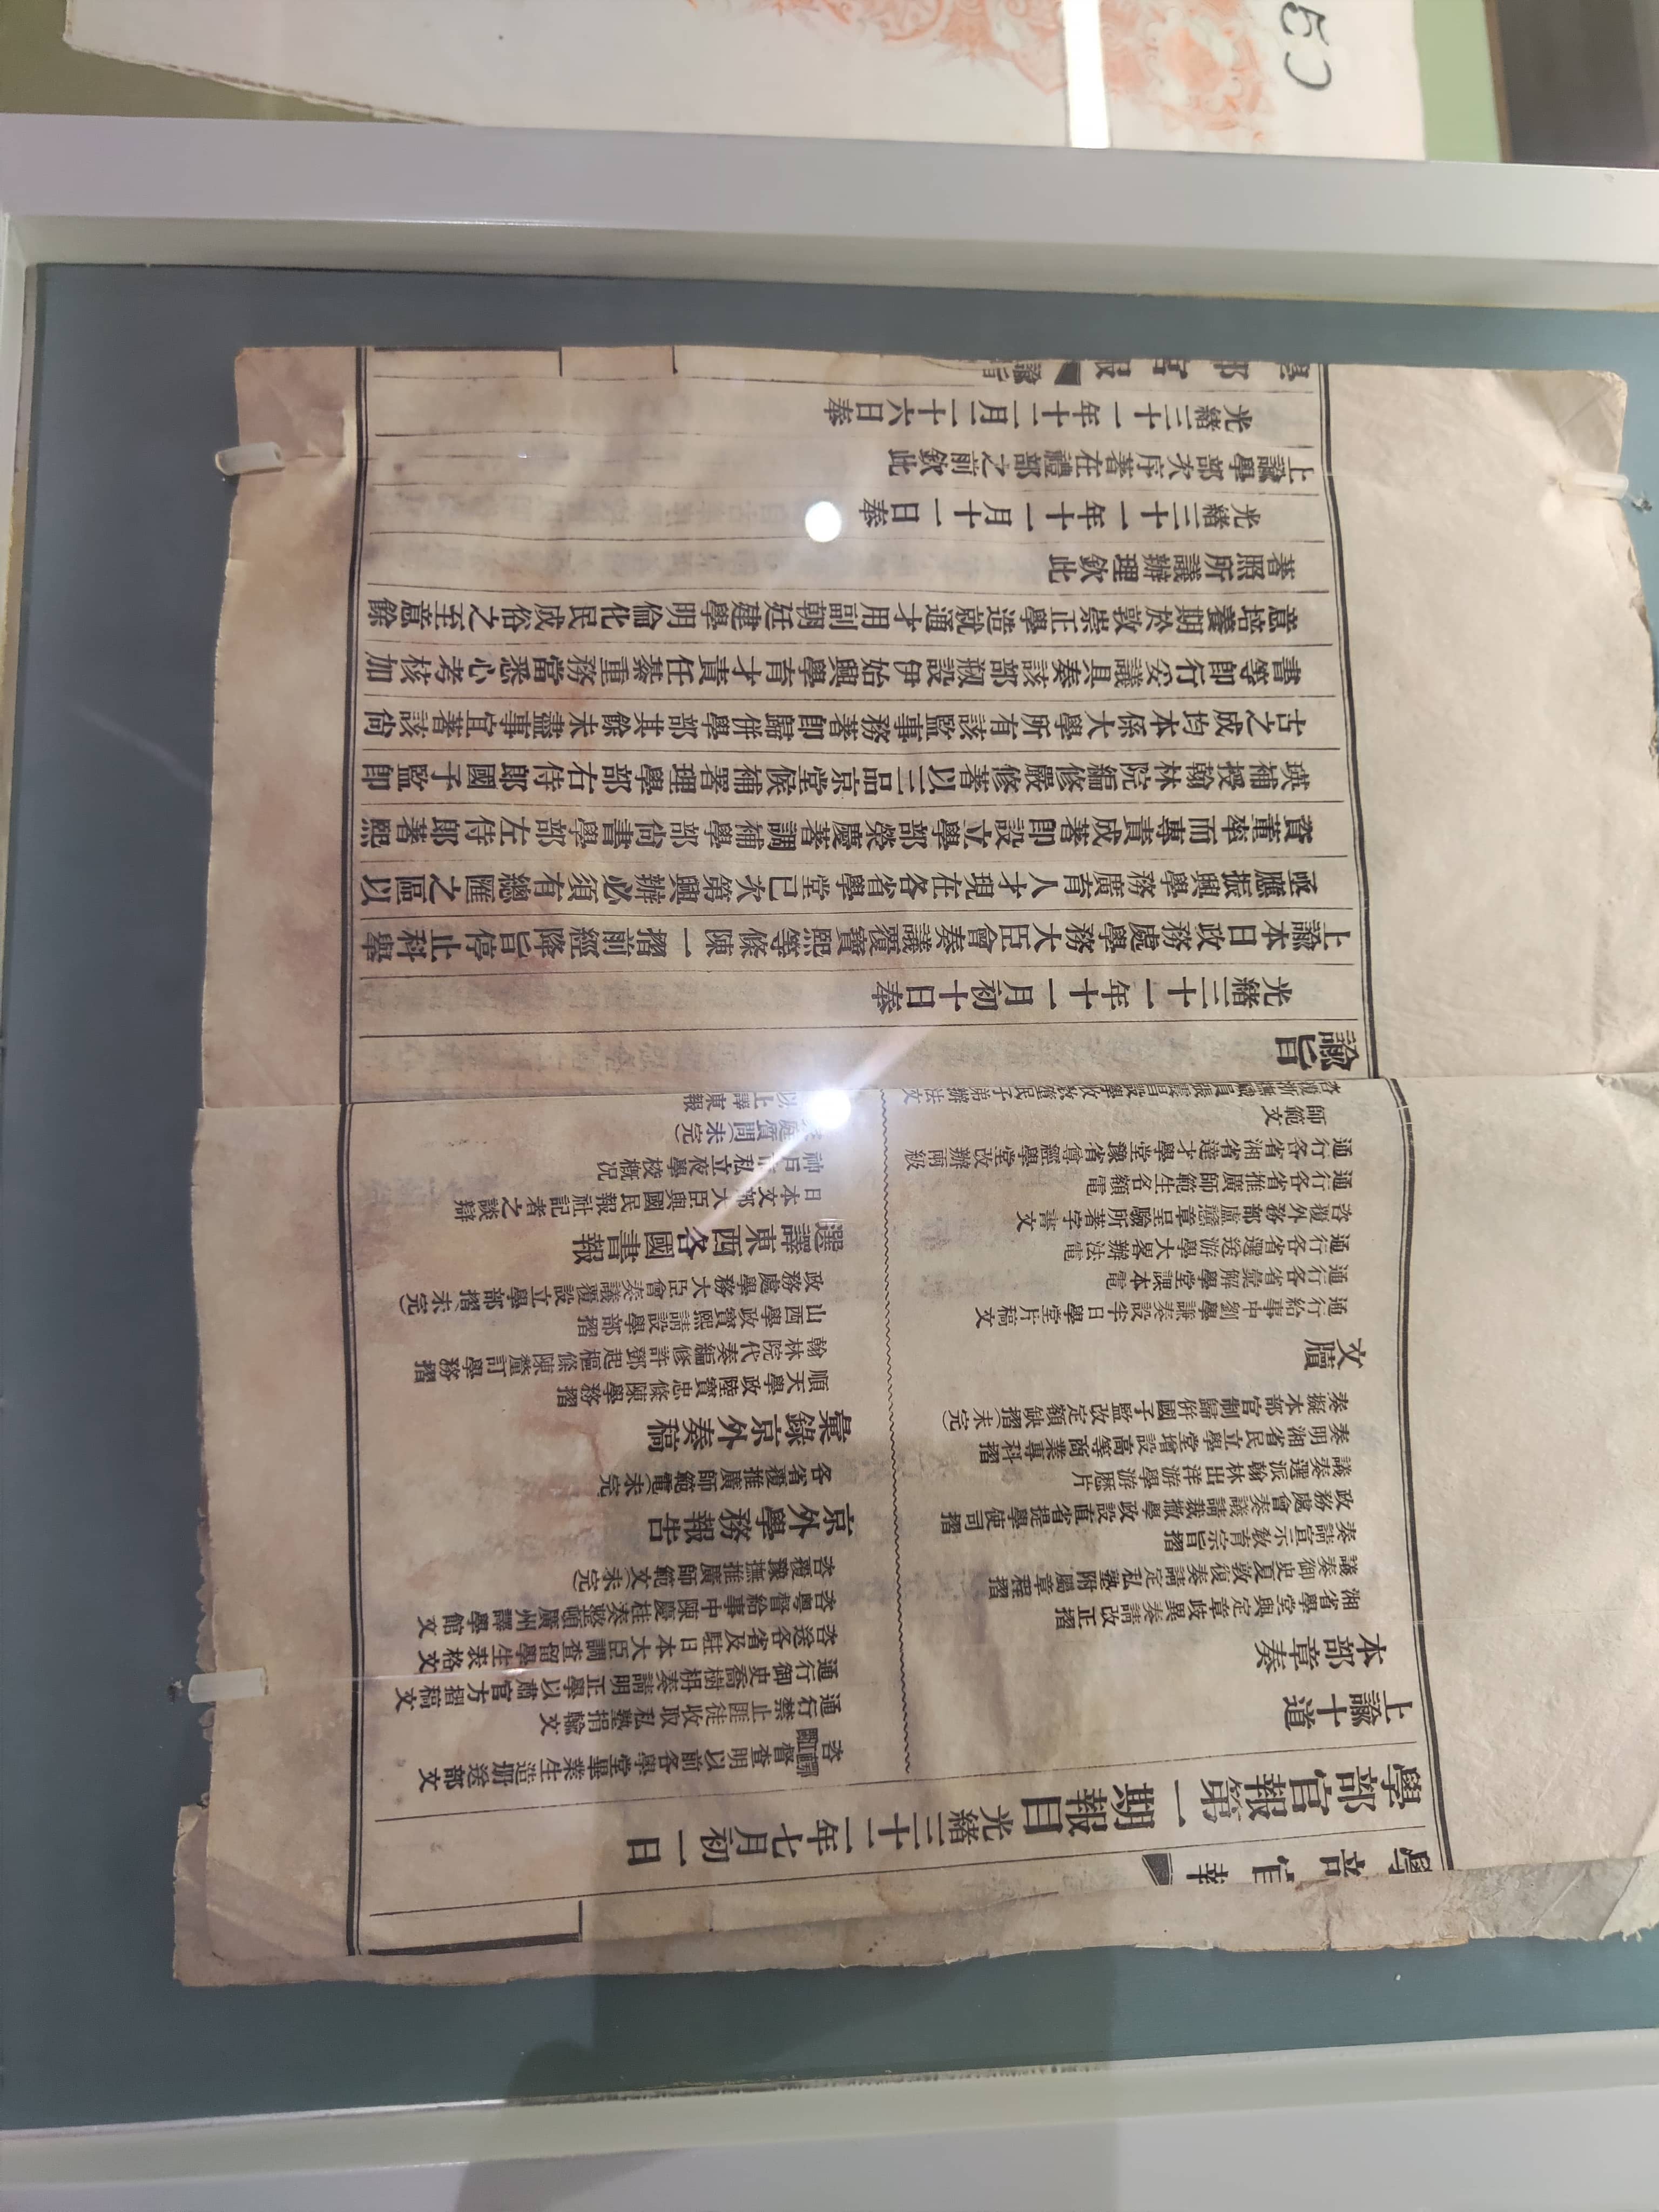 學部官報
學部官報第一期報目 光緒三十二年七月初一日
上諭十道
本部章奏
湘省學堂與定章歧異奏請改正摺
議奏御史夏敦復奏請定私塾附屬章程摺
奏請宣示教育宗旨摺
政務處會奏議請裁撤學政設直省提學使司摺
議奏選派翰林出洋游學游歷片
奏明湘省民立學堂增設高等商業專科摺
奏擬本部官制歸併國子監改定額缺摺(未完)
文牘
通行給事中劉學謙奏設半日學堂片稿文
通行各省彙解學堂課本電
通行各省選送游學大畧辦法電
咨覆外務部盧戇章呈驗所著字書文
通行各省推廣師範生名額電
通行各省湘省達才學堂豫省尊經學堂改辦兩級
師範文
咨覆浙撫職員張震昌設學收教墮民子弟辦法文
咨督查明以前各學堂畢業生造册送部文
通行禁止匪徒收取私塾捐輸文
通行御史喬樹枏奏請明正學以肅官方摺稿文
咨送各省及駐日本大臣調查留學生表格文
咨粵督給事中陳慶桂奏整頓廣州譯學館文
咨覆豫撫推廣師範文(未完)
京外學務報告
各省覆推廣師範電(未完
彙錄京外奏稿
順天學政陸寶忠條陳學務摺
翰林院代奏編修許鄧起樞條陳釐訂學務摺
山西學政寶熙請設學部摺
政務處學務大臣會奏議覆設立學部摺(未完)
選譯東西各國書報
日本文部大臣與國民報社記者之談辯
神戶市私立夜學校概况
庭質問(未完)
以上譯東報
諭旨
光緒三十一年十一月初十日奉
上諭本日政務處學務大臣會奏議覆寶熙等條陳一摺前經降旨停止科舉
亟應振興學務廣育人才現在各省學堂已次第興辦必須有總匯之區以
資董率而專責成著即設立學部榮慶著調補學部尚書學部左侍郎著熙
瑛補授翰林院編修嚴修著以三品京堂候補署理學部右侍郎國子監即
古之成均本係大學所有該監事務著即歸併學部其餘未盡事宜著該尚
書等即行妥議具奏該部剏設伊始興學育才責任綦重務當悉心考核加
意培養期於敦崇正學造就通才用副朝廷建學明倫化民成俗之至意餘
著照所議辦理欽此
光緒三十一年十一月十一日奉
上諭學部次序著在禮部之前欽此
光緒三十一年十二月二十六日奉
學部官報 諭旨 一